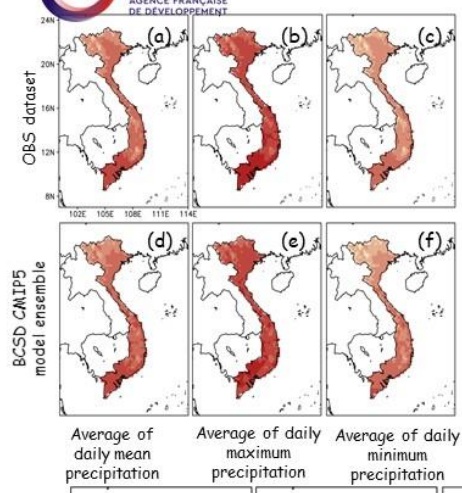 AGENCE FRANÇAISE
DE DÉVELOPPEMENT
24N
20N
16N
12N
8N
102E 105E 108E 111E 114E
OBS dataset
(a)
(b)
(c)
BCSD CMIP5
model ensemble
(d)
(e)
(f)
Average of
daily mean
precipitation
Average of daily
maximum
precipitation
Average of daily
minimum
precipitation